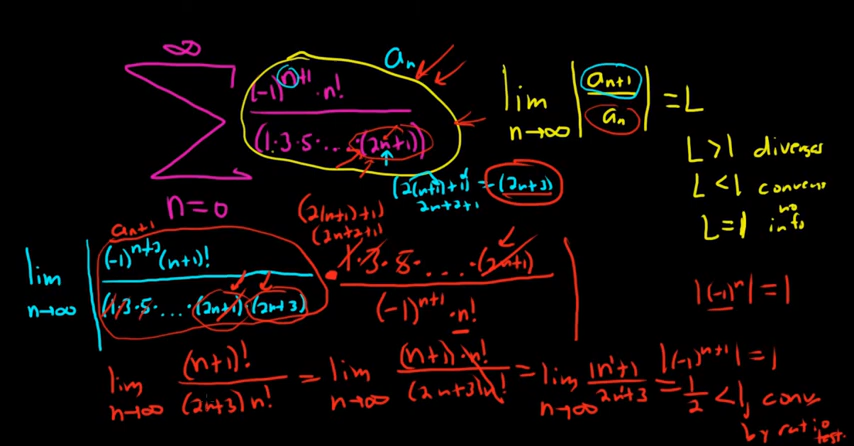 ∞
Σ
n=0
(-1)^{n+1} · n!
(1·3·5· ... ·(2n+1))
a_n
lim n→∞ | a_{n+1} / a_n | = L
L > 1 diverges
L < 1 convers
L = 1 no info
(2(n+1)+1) = (2n+3)
2n+2+1
(2(n+1)+1)
(2n+2+1)
a_{n+1}
lim n→∞ | (-1)^{n+2} (n+1)! / (1·3·5· ... ·(2n+1)·(2n+3)) · 1·3·5· ... ·(2n+1) / (-1)^{n+1} · n! |
|(-1)^n| = 1
|(-1)^{n+1}| = 1
lim n→∞ (n+1)! / (2n+3) n! = lim n→∞ (n+1)·n! / (2n+3) n! = lim n→∞ 1n+1 / 2n+3 = 1/2 < 1, conv
by ratio test.